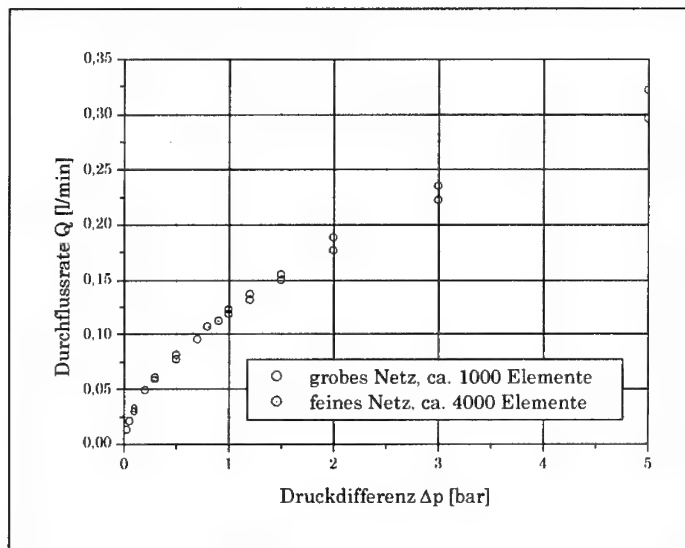 0,35
0,30
0,25
0,20
0,15
0,10
0,05
0,00
Durchflussrate Q [l/min]
grobes Netz, ca. 1000 Elemente
feines Netz, ca. 4000 Elemente
0 1 2 3 4 5
Druckdifferenz Δp [bar]